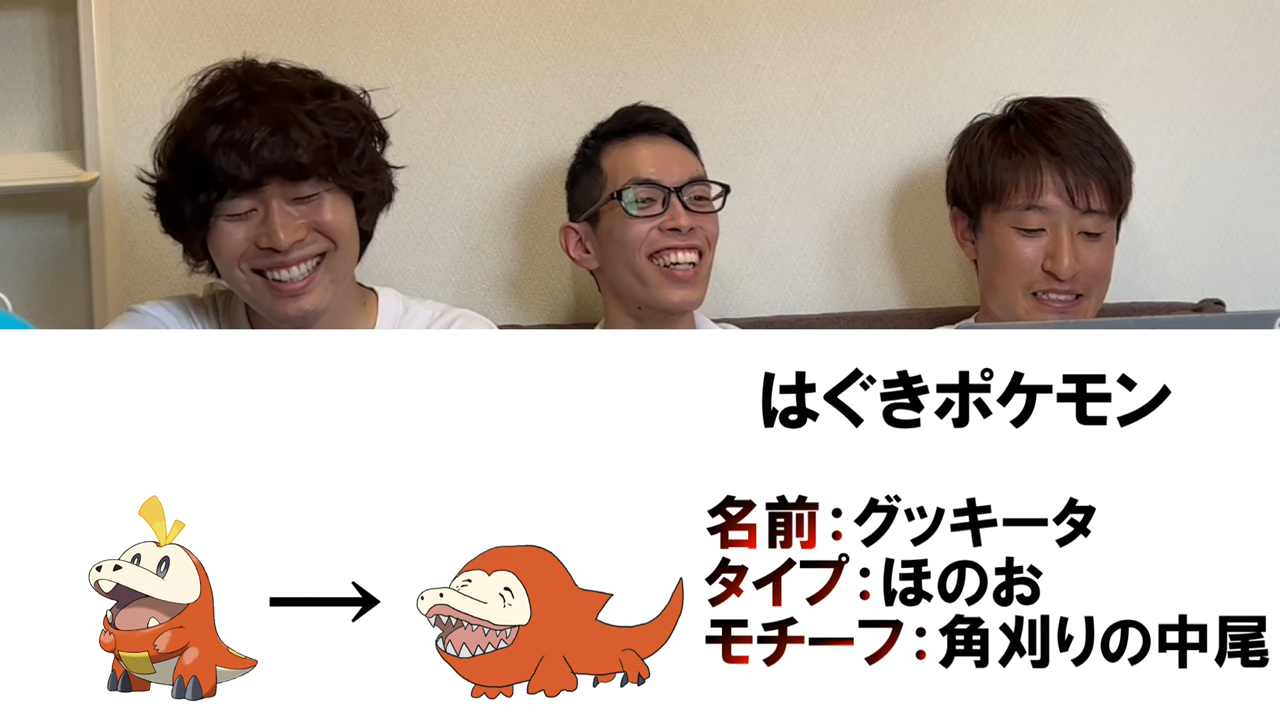 はぐきポケモン
名前：グッキータ
タイプ：ほのお
モチーフ：角刈りの中尾